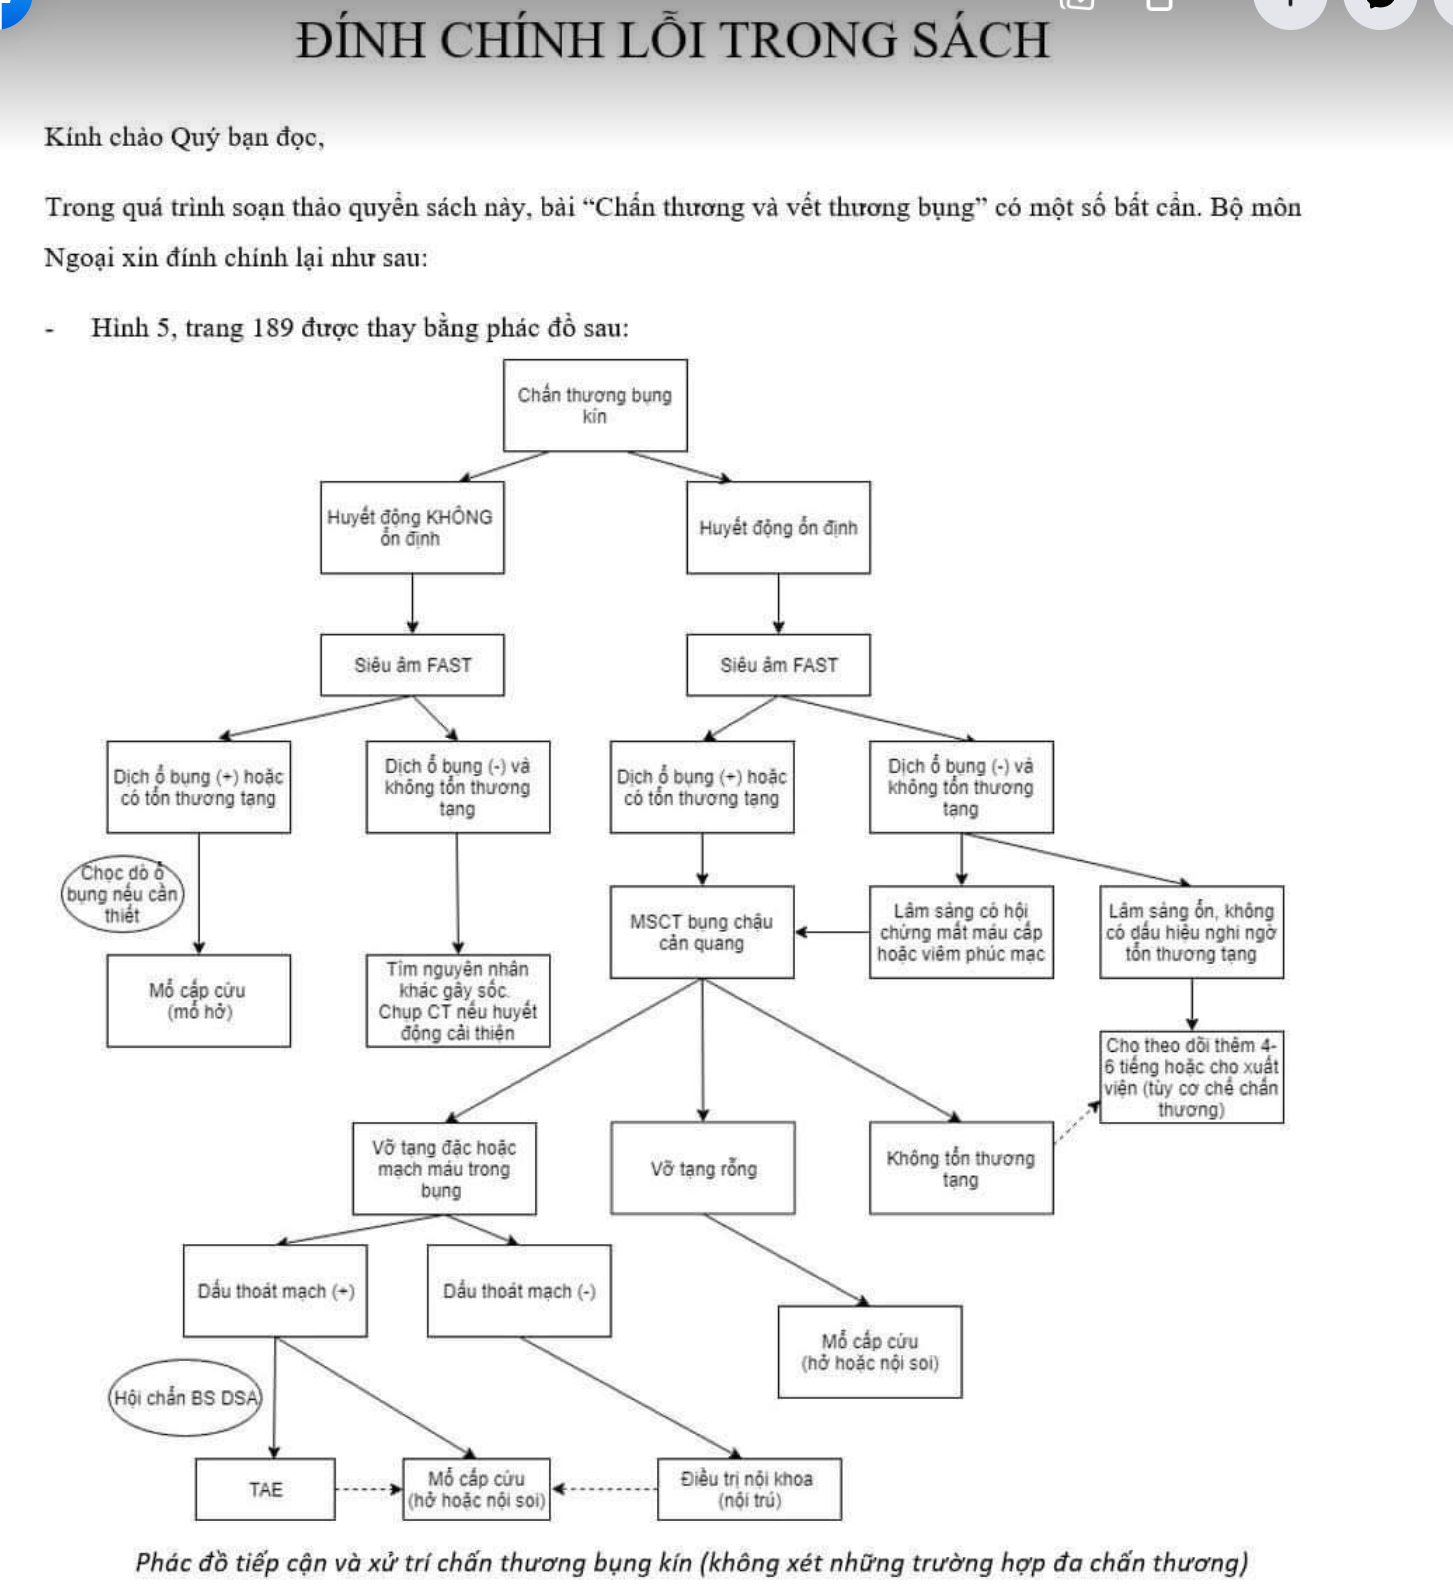 ĐÍNH CHÍNH LỖI TRONG SÁCH
Kính chào Quý bạn đọc,
Trong quá trình soạn thảo quyển sách này, bài “Chấn thương và vết thương bụng” có một số bất cẩn. Bộ môn
Ngoại xin đính chính lại như sau:
- Hình 5, trang 189 được thay bằng phác đồ sau:
Chấn thương bụng
kín
Huyết động KHÔNG
ổn định
Huyết động ổn định
Siêu âm FAST
Siêu âm FAST
Dịch ổ bụng (+) hoặc
có tổn thương tạng
Dịch ổ bụng (-) và
không tổn thương
tạng
Dịch ổ bụng (+) hoặc
có tổn thương tạng
Dịch ổ bụng (-) và
không tổn thương
tạng
Chọc dò ổ
bụng nếu cần
thiết
MSCT bụng chậu
cản quang
Lâm sàng có hội
chứng mất máu cấp
hoặc viêm phúc mạc
Lâm sàng ổn, không
có dấu hiệu nghi ngờ
tổn thương tạng
Mổ cấp cứu
(mổ hở)
Tìm nguyên nhân
khác gây sốc.
Chụp CT nếu huyết
động cải thiện
Cho theo dõi thêm 4-
6 tiếng hoặc cho xuất
viện (tùy cơ chế chấn
thương)
Vỡ tạng đặc hoặc
mạch máu trong
bụng
Vỡ tạng rỗng
Không tổn thương
tạng
Dấu thoát mạch (+)
Dấu thoát mạch (-)
Mổ cấp cứu
(hở hoặc nội soi)
Hội chẩn BS DSA
TAE
Mổ cấp cứu
(hở hoặc nội soi)
Điều trị nội khoa
(nội trú)
Phác đồ tiếp cận và xử trí chấn thương bụng kín (không xét những trường hợp đa chấn thương)